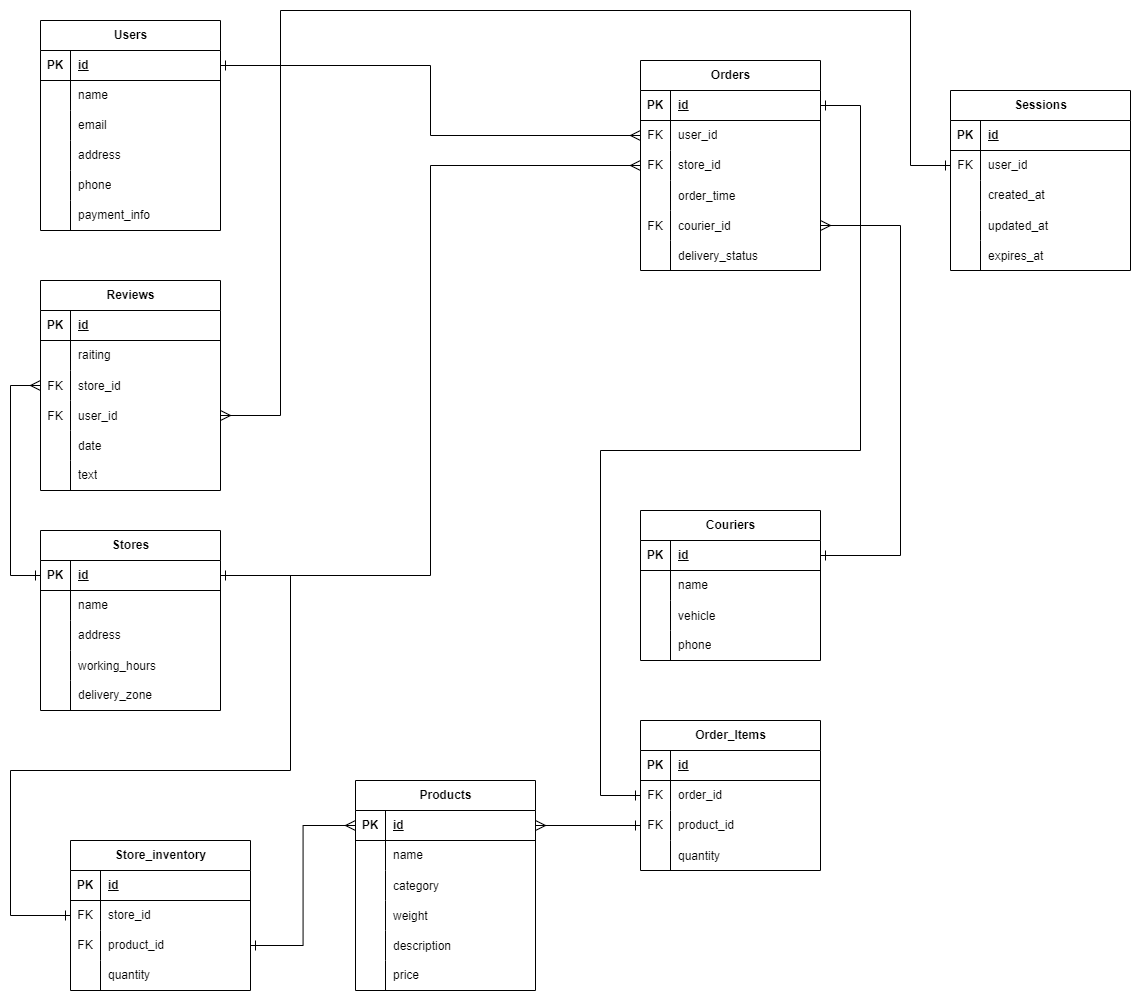 Users
PK id
name
email
address
phone
payment_info
Orders
PK id
FK user_id
FK store_id
order_time
FK courier_id
delivery_status
Sessions
PK id
FK user_id
created_at
updated_at
expires_at
Reviews
PK id
raiting
FK store_id
FK user_id
date
text
Stores
PK id
name
address
working_hours
delivery_zone
Couriers
PK id
name
vehicle
phone
Order_Items
PK id
FK order_id
FK product_id
quantity
Products
PK id
name
category
weight
description
price
Store_inventory
PK id
FK store_id
FK product_id
quantity